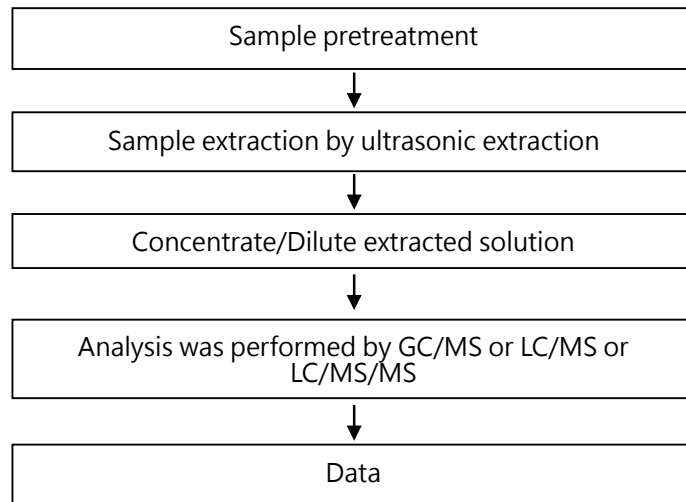 Sample pretreatment
Sample extraction by ultrasonic extraction
Concentrate/Dilute extracted solution
Analysis was performed by GC/MS or LC/MS or
LC/MS/MS
Data